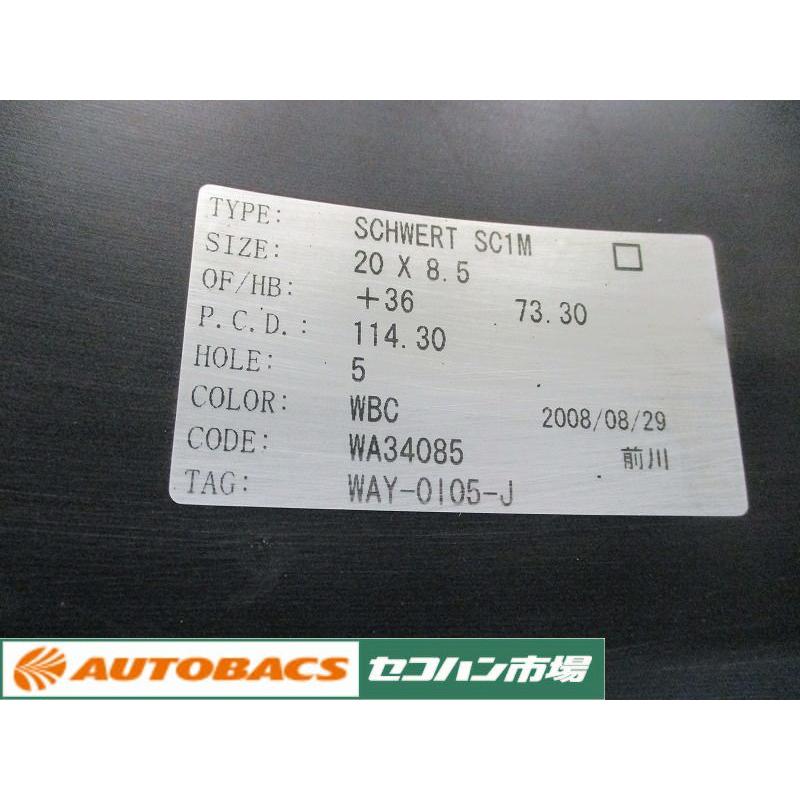 TYPE: SCHWERT SC1M □
SIZE: 20 X 8.5
OF/HB: +36 73.30
P.C.D.: 114.30
HOLE: 5
COLOR: WBC 2008/08/29
CODE: WA34085 前川
TAG: WAY-0105-J
AUTOBACS セコハン市場